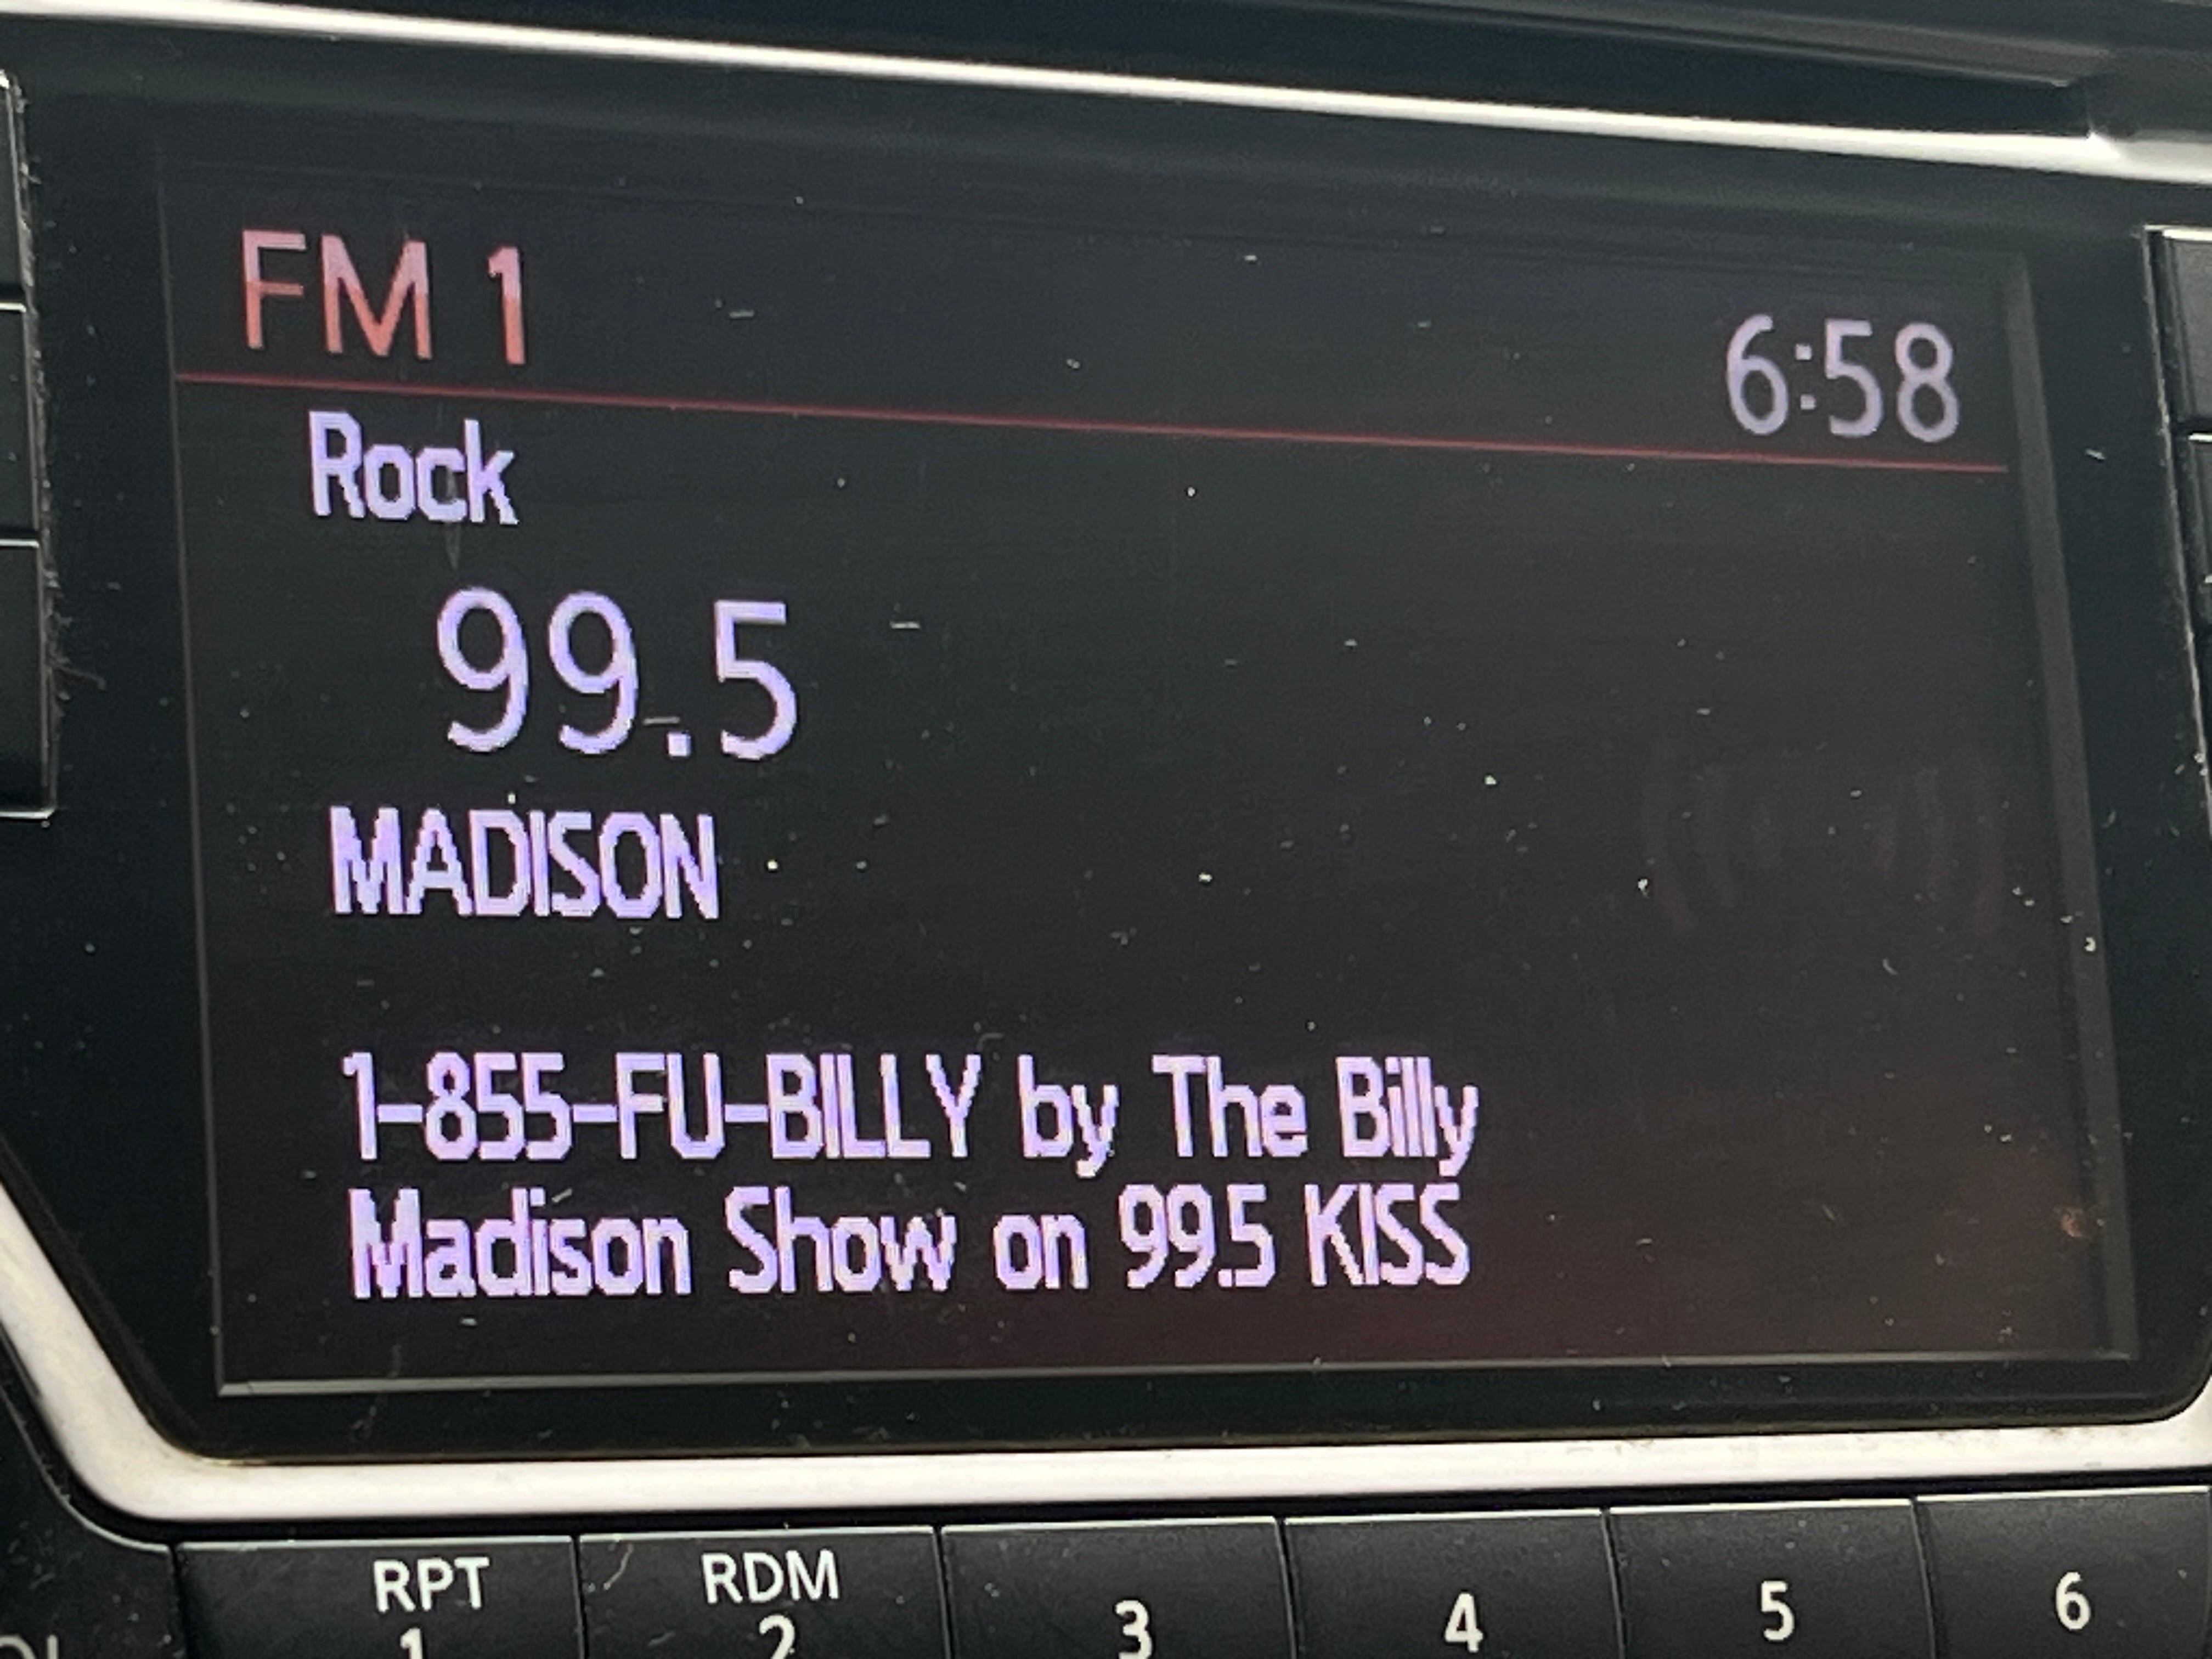 FM 1
6:58
Rock
99.5
MADISON
1-855-FU-BILLY by The Billy
Madison Show on 99.5 KISS
RPT
RDM
1
2
3
4
5
6